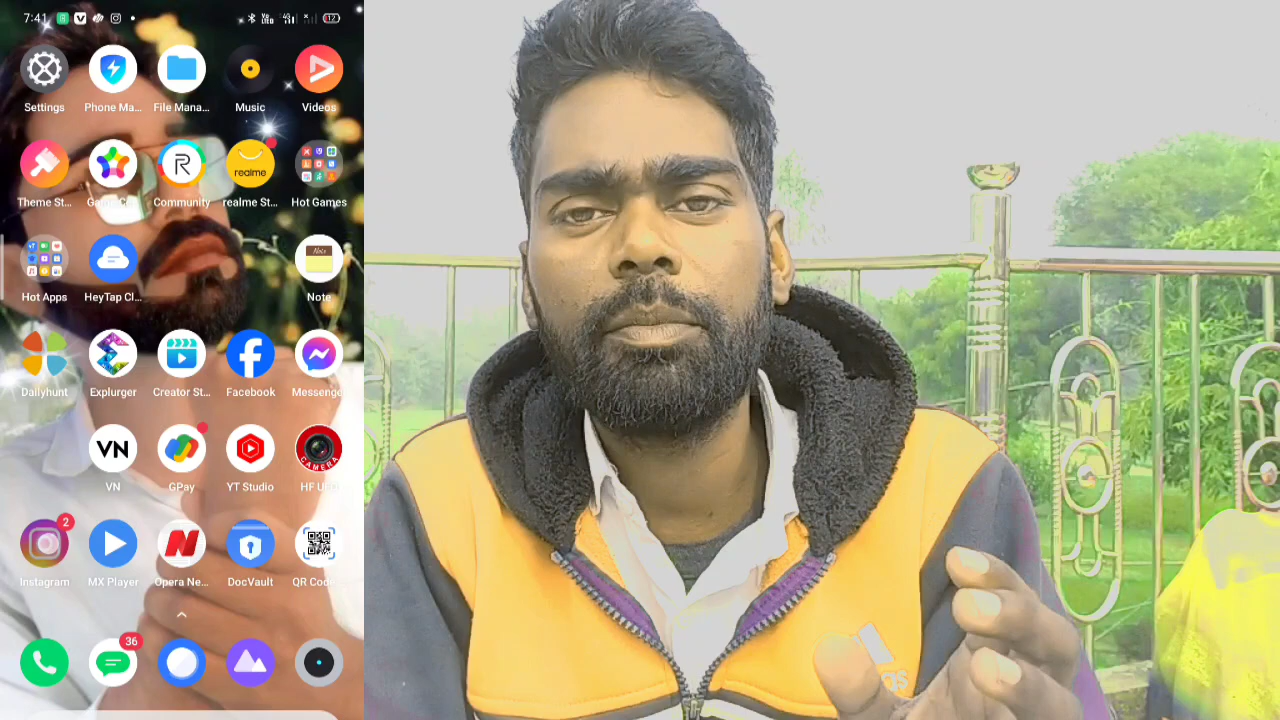 7:41
12
Settings
Phone Ma...
File Mana...
Music
Videos
realme
Theme St...
Community
realme St...
Hot Games
Note
Hot Apps
HeyTap Cl...
Note
Dailyhunt
Explurger
Creator St...
Facebook
Messenge
VN
CAMERA
VN
GPay
YT Studio
2
Instagram
MX Player
Opera Ne...
DocVault
QR Code
36